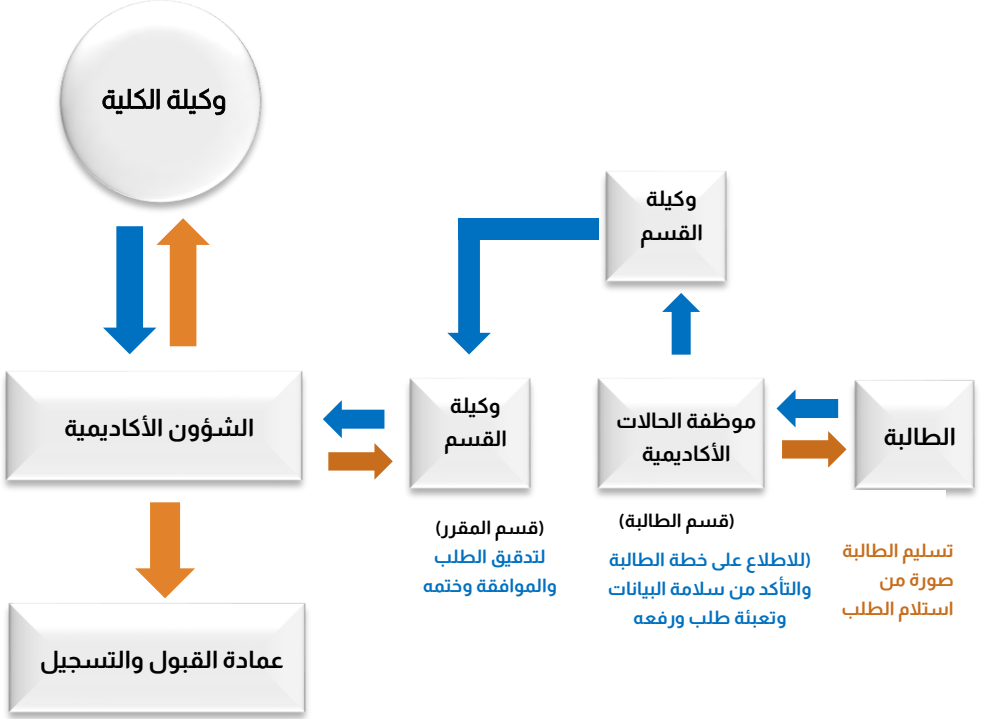 وكيلة الكلية
وكيلة
القسم
الطالبة
موظفة الحالات
الأكاديمية
وكيلة
القسم
الشؤون الأكاديمية
(قسم الطالبة)
(للاطلاع على خطة الطالبة
والتأكد من سلامة البيانات
وتعبئة طلب ورفعه
(قسم المقرر)
لتدقيق الطلب
والموافقة وختمه
تسليم الطالبة
صورة من
استلام الطلب
عمادة القبول والتسجيل